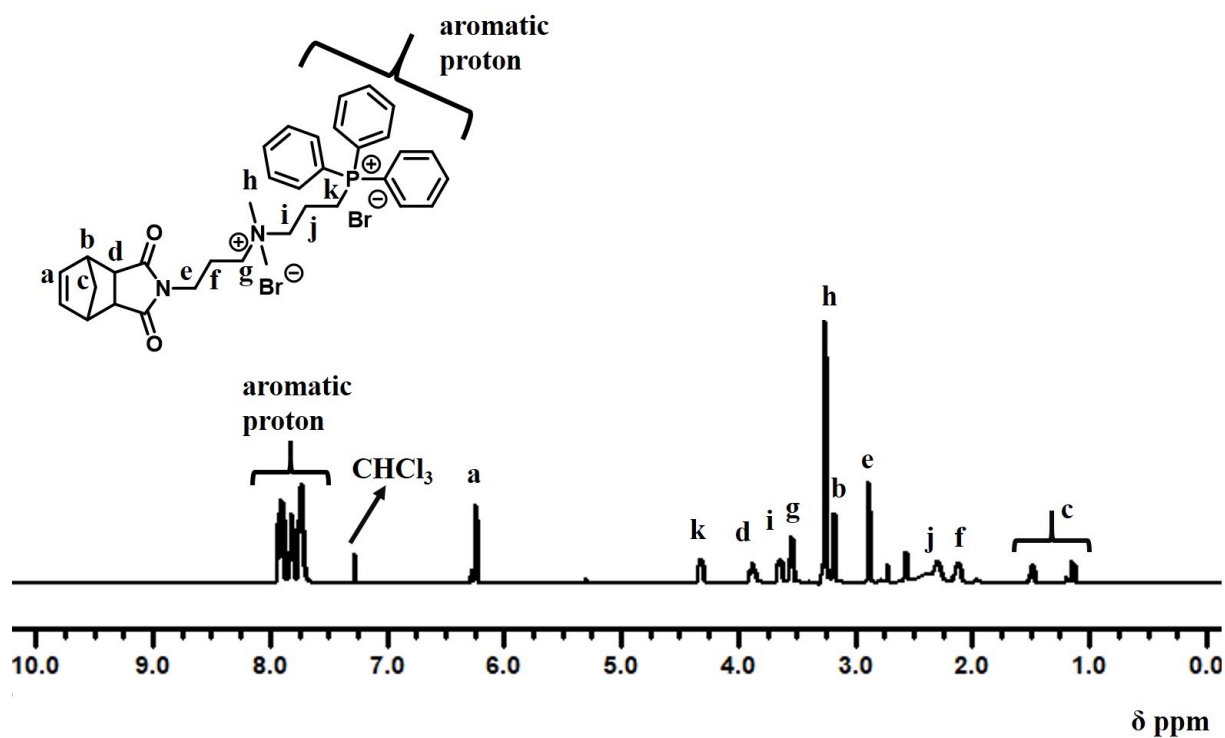 aromatic
proton
h
k
P
⊕
⊖
Br
i
j
N
⊕
b
d
O
a
c
e
f
g
N
Br
⊖
O
h
aromatic
proton
CHCl₃
a
k
d
i
g
b
e
j
f
c
10.0 9.0 8.0 7.0 6.0 5.0 4.0 3.0 2.0 1.0 0.0
δ ppm